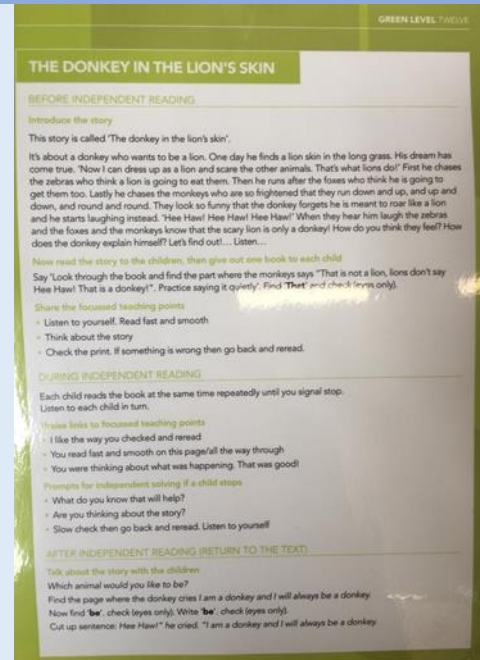 GREEN LEVEL TWELVE
THE DONKEY IN THE LION'S SKIN
BEFORE INDEPENDENT READING
Introduce the story
This story is called 'The donkey in the lion's skin'.
It's about a donkey who wants to be a lion. One day he finds a lion skin in the long grass. His dream has
come true. 'Now I can dress up as a lion and scare the other animals. That's what lions do!' First he chases
the zebras who think a lion is going to eat them. Then he runs after the foxes who think he is going to
get them too. Lastly he chases the monkeys who are so frightened that they run down and up, and up and
down, and round and round. They look so funny that the donkey forgets he is meant to roar like a lion
and he starts laughing instead. 'Hee Haw! Hee Haw! Hee Haw!' When they hear him laugh the zebras
and the foxes and the monkeys know that the scary lion is only a donkey! How do you think they feel? How
does the donkey explain himself? Let's find out!... Listen...
Now read the story to the children, then give out one book to each child
Say 'Look through the book and find the part where the monkeys says "That is not a lion, lions don't say
Hee Haw! That is a donkey!". Practice saying it quietly'. Find 'That' and check (eyes only).
Share the focussed teaching points
• Listen to yourself. Read fast and smooth
• Think about the story
• Check the print. If something is wrong then go back and reread.
DURING INDEPENDENT READING
Each child reads the book at the same time repeatedly until you signal stop.
Listen to each child in turn.
Praise links to focussed teaching points
• I like the way you checked and reread
• You read fast and smooth on this page/all the way through
• You were thinking about what was happening. That was good!
Prompts for independent solving if a child stops
• What do you know that will help?
• Are you thinking about the story?
• Slow check then go back and reread. Listen to yourself
AFTER INDEPENDENT READING (RETURN TO THE TEXT)
Talk about the story with the children
Which animal would you like to be?
Find the page where the donkey cries I am a donkey and I will always be a donkey.
Now find 'be'. check (eyes only). Write 'be'. check (eyes only).
Cut up sentence: Hee Haw!" he cried. "I am a donkey and I will always be a donkey.